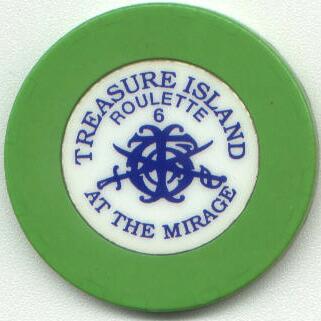 TREASURE ISLAND
ROULETTE
6
AT THE MIRAGE